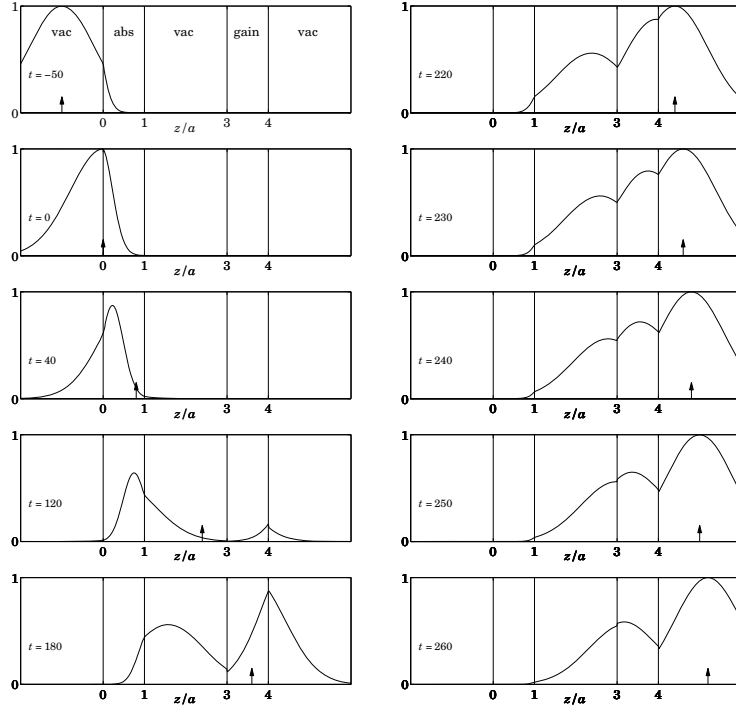 1
vac
abs
vac
gain
vac
t = −50
0
0
1
z/a
3
4
1
t = 0
0
0
1
z/a
3
4
1
t = 40
0
0
1
z/a
3
4
1
t = 120
0
0
1
z/a
3
4
1
t = 180
0
0
1
z/a
3
4
1
t = 220
0
0
1
z/a
3
4
1
t = 230
0
0
1
z/a
3
4
1
t = 240
0
0
1
z/a
3
4
1
t = 250
0
0
1
z/a
3
4
1
t = 260
0
0
1
z/a
3
4